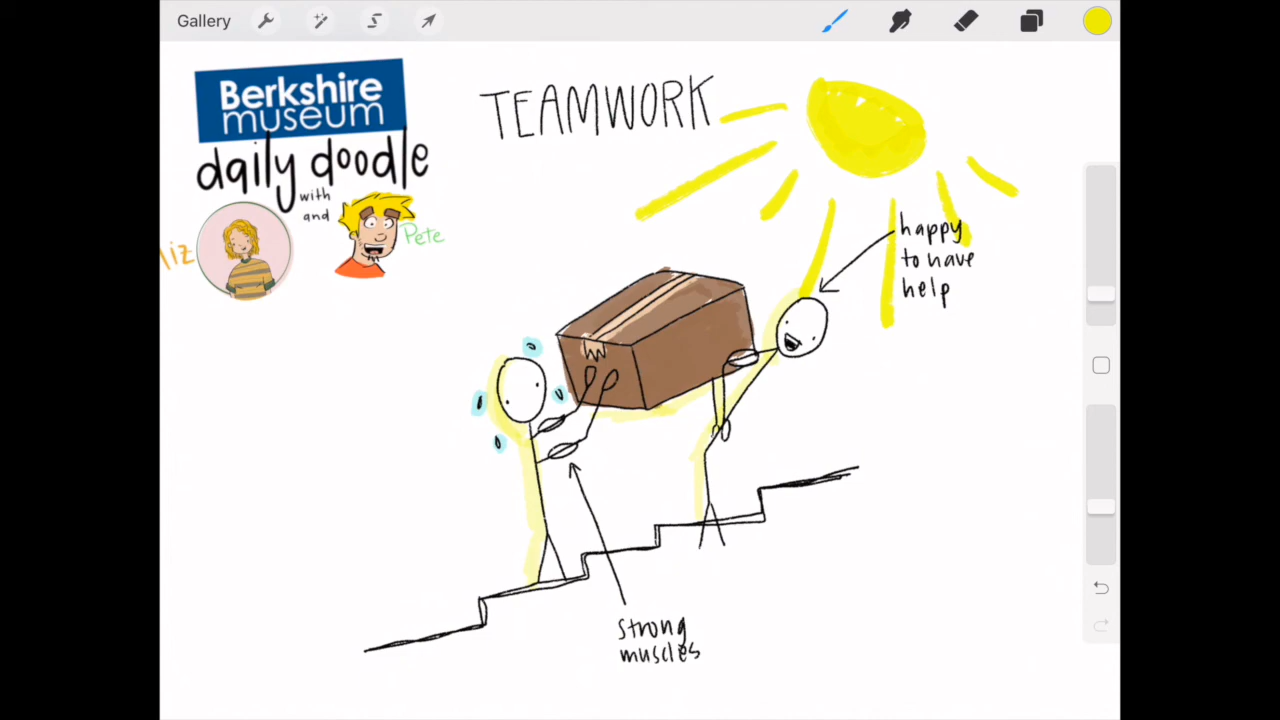 Gallery
Berkshire
museum
daily doodle
with
and
liz
Pete
TEAMWORK
happy
to have
help
strong
muscles